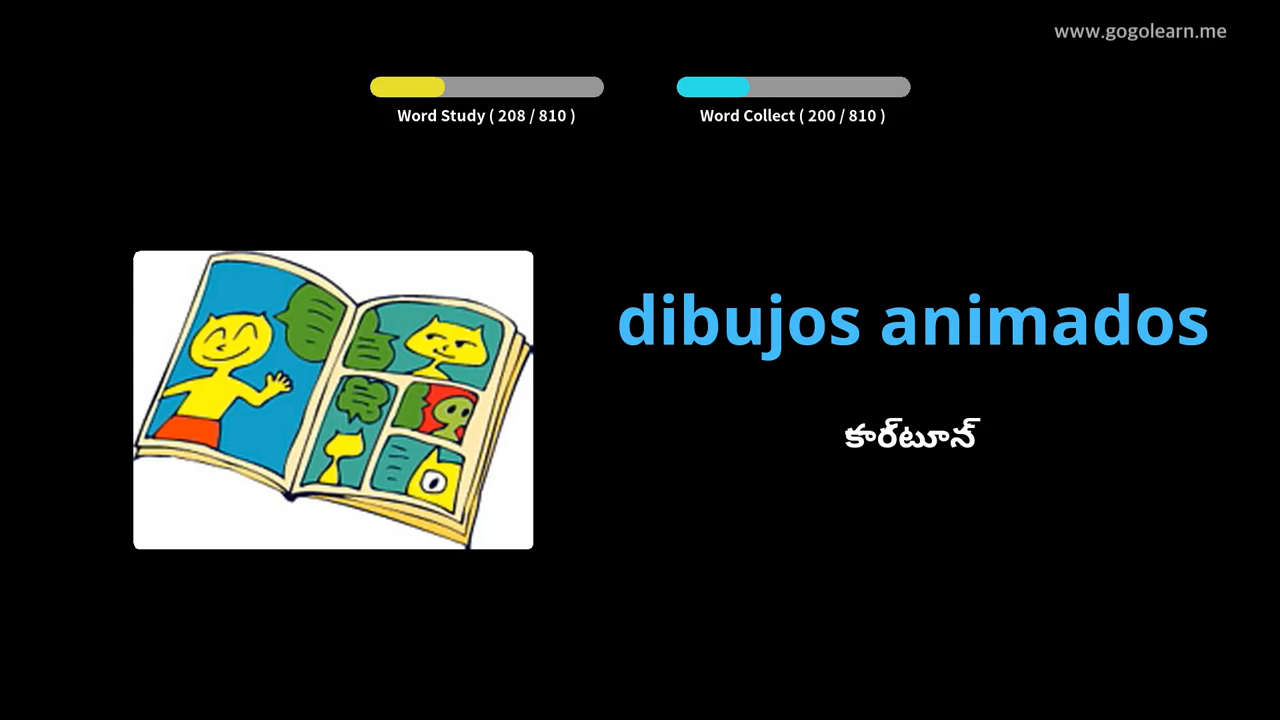 www.gogolearn.me
Word Study ( 208 / 810 )
Word Collect ( 200 / 810 )
dibujos animados
కార్‌టూన్